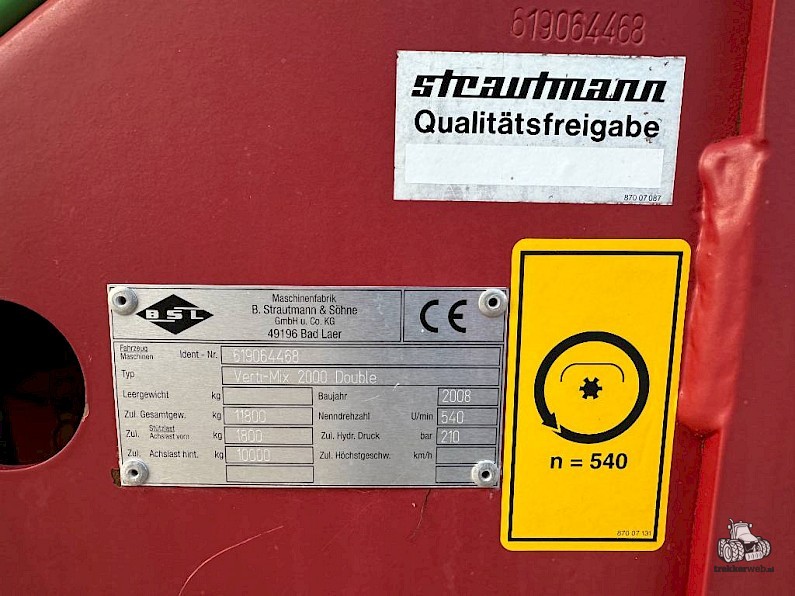 619064468
strautmann
Qualitätsfreigabe
870 07 087
BSL
Maschinenfabrik
B. Strautmann & Söhne
GmbH u. Co. KG
49196 Bad Laer
CE
Fahrzeug
Maschinen Ident - Nr. 619064468
Typ Verti-Mix 2000 Double
Leergewicht kg Baujahr 2008
Zul. Gesamtgew. kg 11800 Nenndrehzahl U/min 540
Zul. Stützlast
Achslast vorn kg 1800 Zul. Hydr. Druck bar 210
Zul. Achslast hint. kg 10000 Zul. Höchstgeschw. km/h
n = 540
870 07 131
trekkerweb.nl